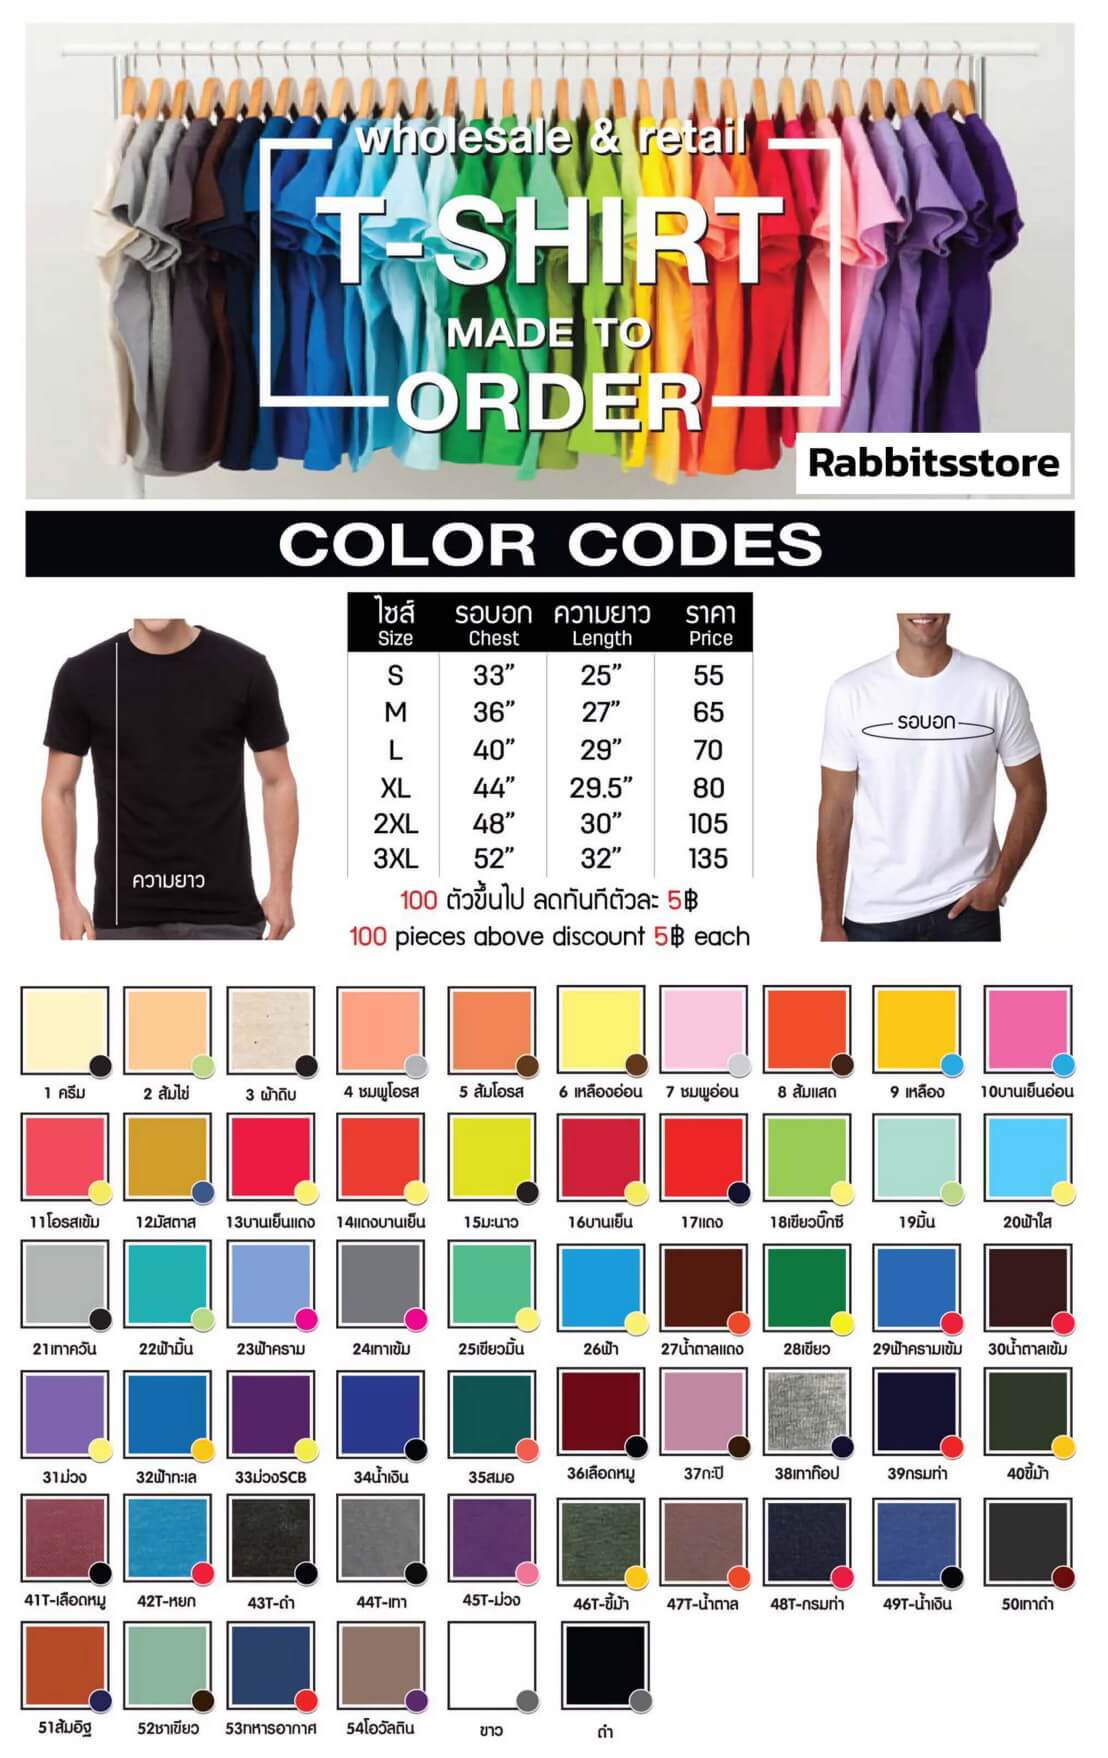 wholesale & retail
T-SHIRT
MADE TO
ORDER
Rabbitsstore
COLOR CODES
ไซส์ รอบอก ความยาว ราคา
Size Chest Length Price
S 33” 25” 55
M 36” 27” 65
L 40” 29” 70
XL 44” 29.5” 80
2XL 48” 30” 105
3XL 52” 32” 135
ความยาว
รอบอก
100 ตัวขึ้นไป ลดทันทีตัวละ 5฿
100 pieces above discount 5฿ each
1 ครีม 2 ส้มไข่ 3 ผ้าดิบ 4 ชมพูโอรส 5 ส้มโอรส 6 เหลืองอ่อน 7 ชมพูอ่อน 8 ส้มแสด 9 เหลือง 10บานเย็นอ่อน
11โอรสเข้ม 12มัสตาส 13บานเย็นแดง 14แดงบานเย็น 15มะนาว 16บานเย็น 17แดง 18เขียวบิ๊กซี 19มิ้น 20ฟ้าใส
21เทาควัน 22ฟ้ามิ้น 23ฟ้าคราม 24เทาเข้ม 25เขียวมิ้น 26ฟ้า 27น้ำตาลแดง 28เขียว 29ฟ้าครามเข้ม 30น้ำตาลเข้ม
31ม่วง 32ฟ้าทะเล 33ม่วงSCB 34น้ำเงิน 35สมอ 36เลือดหมู 37กะปิ 38เทาท๊อป 39กรมท่า 40ขี้ม้า
41T-เลือดหมู 42T-หยก 43T-ดำ 44T-เทา 45T-ม่วง 46T-ขี้ม้า 47T-น้ำตาล 48T-กรมท่า 49T-น้ำเงิน 50เทาดำ
51ส้มอิฐ 52ชาเขียว 53ทหารอากาศ 54โอวัลติน ขาว ดำ